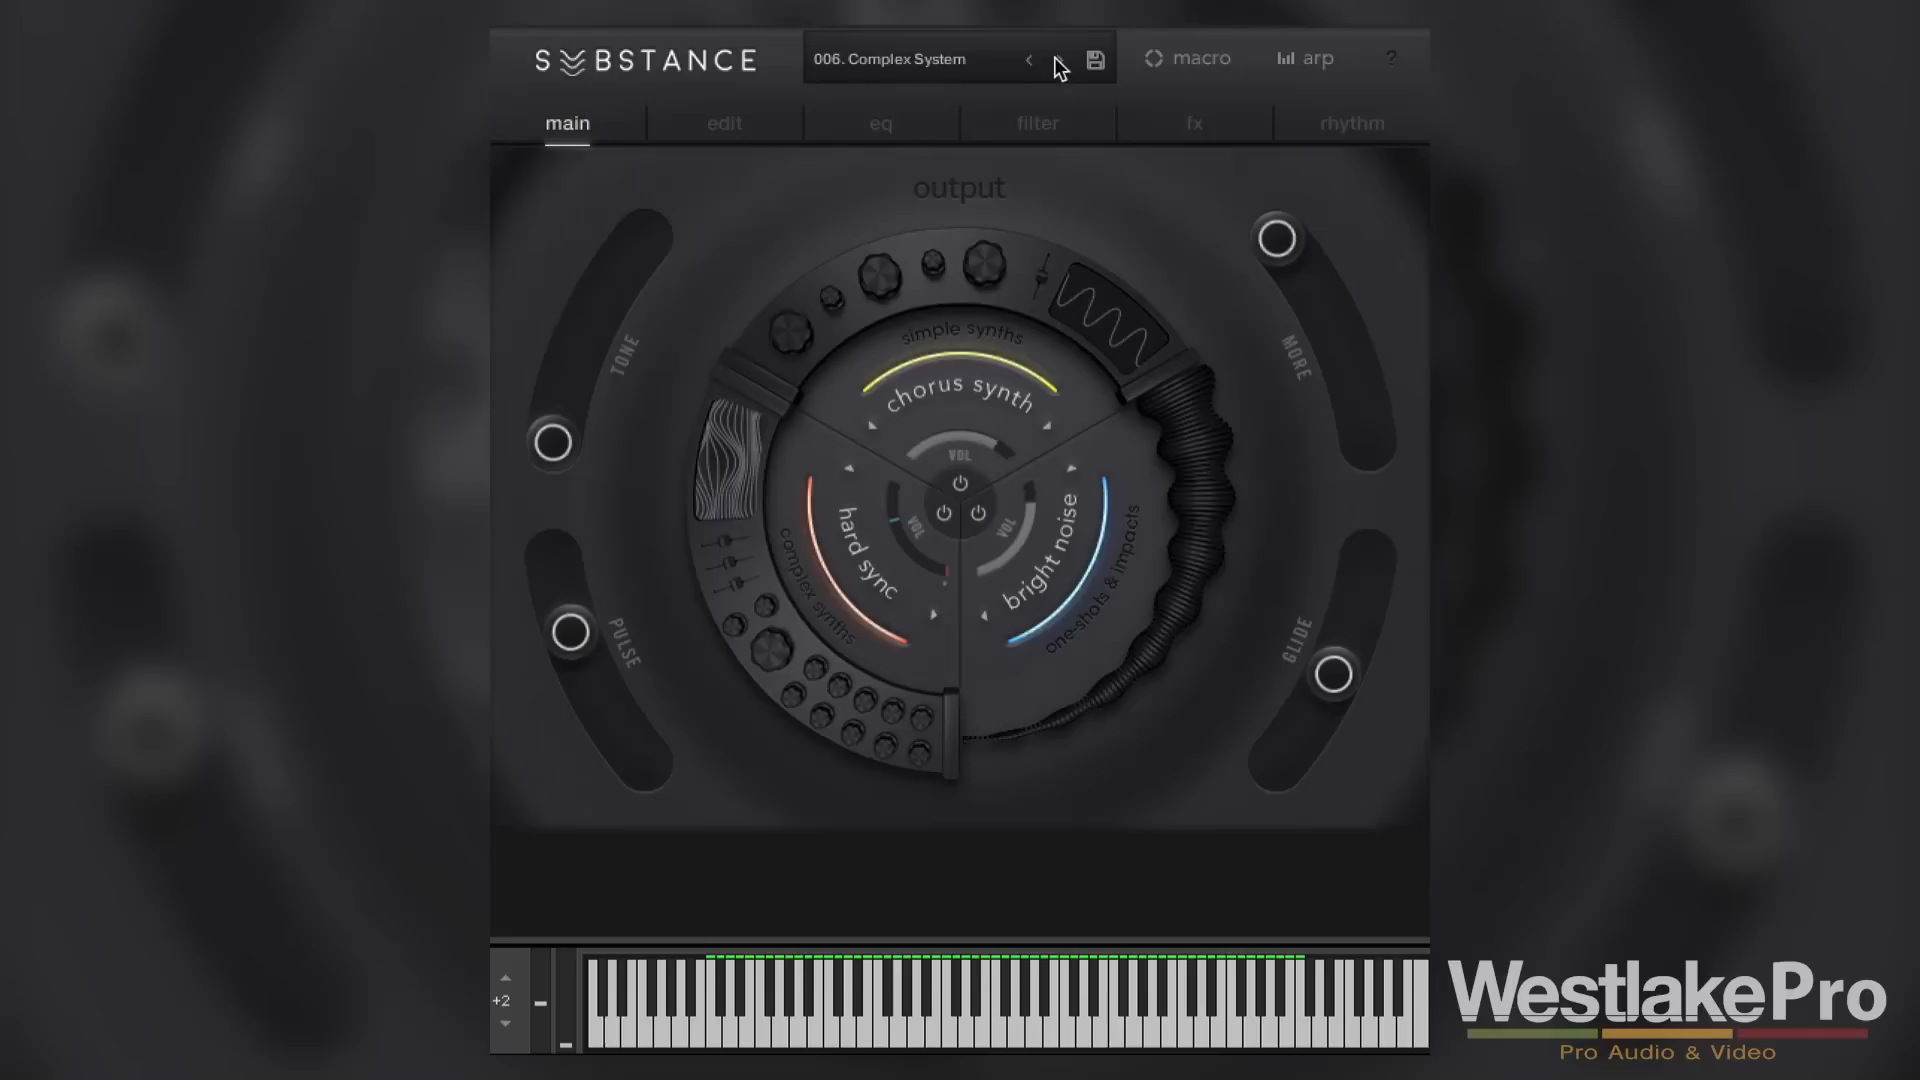 SUBSTANCE
006. Complex System
macro
arp
?
main
edit
eq
filter
fx
rhythm
output
TONE
MORE
simple synths
chorus synth
VOL
hard sync
VOL
complex synths
VOL
bright noise
one-shots & impacts
PULSE
GLIDE
+2
WestlakePro
Pro Audio & Video